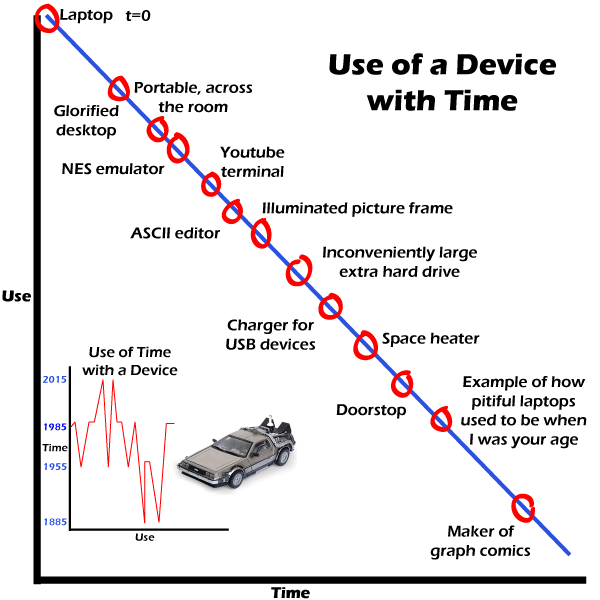 Laptop t=0
Use of a Device
with Time
Portable, across
the room
Glorified
desktop
NES emulator
Youtube
terminal
Illuminated picture frame
ASCII editor
Inconveniently large
extra hard drive
Use
Charger for
USB devices
Space heater
Use of Time
with a Device
2015
1985
Time
1955
1885
Use
Doorstop
Example of how
pitiful laptops
used to be when
I was your age
Maker of
graph comics
Time